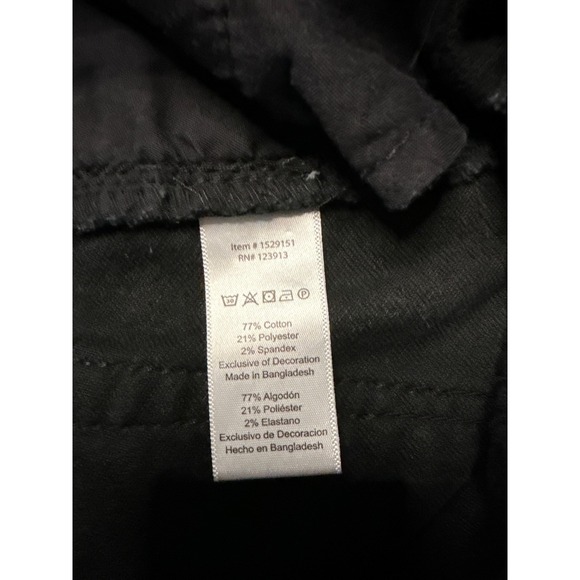 Item # 1529151
RN# 123913
30 P
77% Cotton
21% Polyester
2% Spandex
Exclusive of Decoration
Made in Bangladesh
77% Algodón
21% Poliéster
2% Elastano
Exclusivo de Decoracion
Hecho en Bangladesh